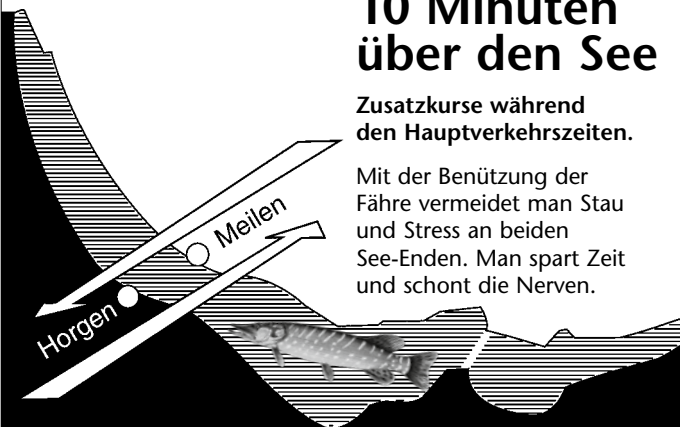 10 Minuten
über den See
Zusatzkurse während
den Hauptverkehrszeiten.
Mit der Benützung der
Fähre vermeidet man Stau
und Stress an beiden
See-Enden. Man spart Zeit
und schont die Nerven.
Meilen
Horgen